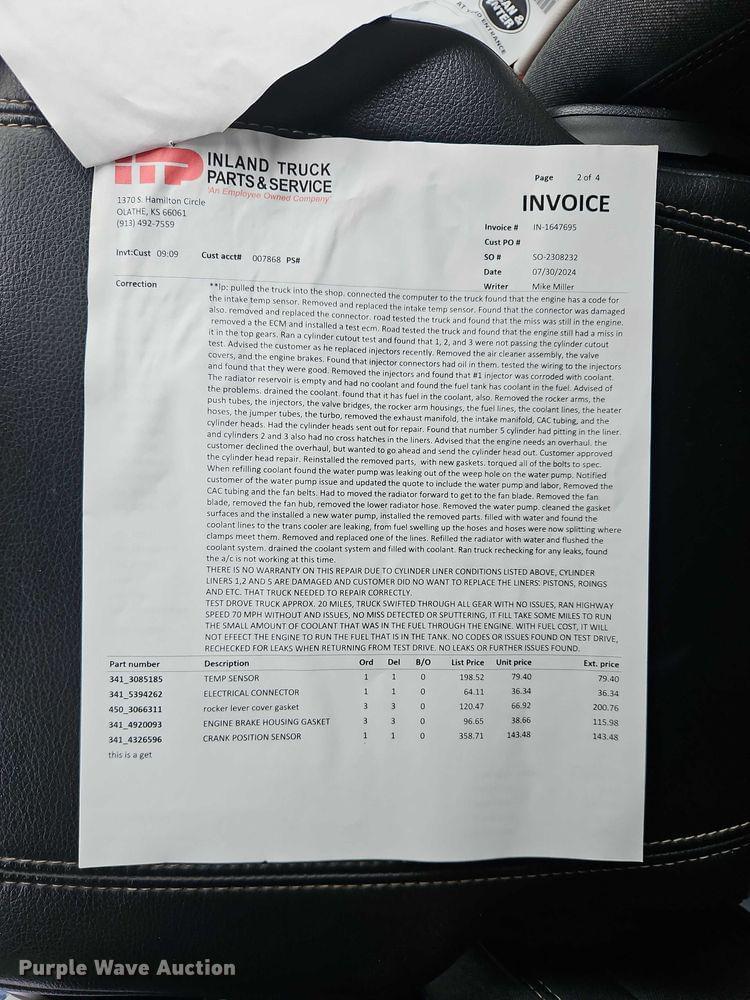 & WATER
AT ENTRANCE
ITP INLAND TRUCK
PARTS & SERVICE
"An Employee Owned Company"
1370 S. Hamilton Circle
OLATHE, KS 66061
(913) 492-7559
Page 2 of 4
INVOICE
Invoice # IN-1647695
Cust PO #
SO # SO-2308232
Date 07/30/2024
Writer Mike Miller
Invt:Cust 09:09 Cust acct# 007868 PS#
Correction
**lp: pulled the truck into the shop. connected the computer to the truck found that the engine has a code for
the intake temp sensor. Removed and replaced the intake temp sensor. Found that the connector was damaged
also. removed and replaced the connector. road tested the truck and found that the miss was still in the engine.
removed a the ECM and installed a test ecm. Road tested the truck and found that the engine still had a miss in
it in the top gears. Ran a cylinder cutout test and found that 1, 2, and 3 were not passing the cylinder cutout
test. Advised the customer as he replaced injectors recently. Removed the air cleaner assembly, the valve
covers, and the engine brakes. Found that injector connectors had oil in them. tested the wiring to the injectors
and found that they were good. Removed the injectors and found that #1 injector was corroded with coolant.
The radiator reservoir is empty and had no coolant and found the fuel tank has coolant in the fuel. Advised of
the problems. drained the coolant. found that it has fuel in the coolant, also. Removed the rocker arms, the
push tubes, the injectors, the valve bridges, the rocker arm housings, the fuel lines, the coolant lines, the heater
hoses, the jumper tubes, the turbo, removed the exhaust manifold, the intake manifold, CAC tubing, and the
cylinder heads. Had the cylinder heads sent out for repair. Found that number 5 cylinder had pitting in the liner.
and cylinders 2 and 3 also had no cross hatches in the liners. Advised that the engine needs an overhaul. the
customer declined the overhaul, but wanted to go ahead and send the cylinder head out. Customer approved
the cylinder head repair. Reinstalled the removed parts, with new gaskets. torqued all of the bolts to spec.
When refilling coolant found the water pump was leaking out of the weep hole on the water pump. Notified
customer of the water pump issue and updated the quote to include the water pump and labor, Removed the
CAC tubing and the fan belts. Had to moved the radiator forward to get to the fan blade. Removed the fan
blade, removed the fan hub, removed the lower radiator hose. Removed the water pump. cleaned the gasket
surfaces and the installed a new water pump, installed the removed parts. filled with water and found the
coolant lines to the trans cooler are leaking, from fuel swelling up the hoses and hoses were now splitting where
clamps meet them. Removed and replaced one of the lines. Refilled the radiator with water and flushed the
coolant system. drained the coolant system and filled with coolant. Ran truck rechecking for any leaks, found
the a/c is not working at this time.
THERE IS NO WARRANTY ON THIS REPAIR DUE TO CYLINDER LINER CONDITIONS LISTED ABOVE, CYLINDER
LINERS 1,2 AND 5 ARE DAMAGED AND CUSTOMER DID NO WANT TO REPLACE THE LINERS: PISTONS, ROINGS
AND ETC. THAT TRUCK NEEDED TO REPAIR CORRECTLY.
TEST DROVE TRUCK APPROX. 20 MILES, TRUCK SWIFTED THROUGH ALL GEAR WITH NO ISSUES, RAN HIGHWAY
SPEED 70 MPH WITHOUT AND ISSUES, NO MISS DETECTED OR SPUTTERING, IT FILL TAKE SOME MILES TO RUN
THE SMALL AMOUNT OF COOLANT THAT WAS IN THE FUEL THROUGH THE ENGINE. WITH FUEL COST, IT WILL
NOT EFEECT THE ENGINE TO RUN THE FUEL THAT IS IN THE TANK. NO CODES OR ISSUES FOUND ON TEST DRIVE,
RECHECKED FOR LEAKS WHEN RETURNING FROM TEST DRIVE. NO LEAKS OR FURTHER ISSUES FOUND.
Part number Description Ord Del B/O List Price Unit price Ext. price
341_3085185 TEMP SENSOR 1 1 0 198.52 79.40 79.40
341_5394262 ELECTRICAL CONNECTOR 1 1 0 64.11 36.34 36.34
450_3066311 rocker lever cover gasket 3 3 0 120.47 66.92 200.76
341_4920093 ENGINE BRAKE HOUSING GASKET 3 3 0 96.65 38.66 115.98
341_4326596 CRANK POSITION SENSOR 1 1 0 358.71 143.48 143.48
this is a get
Purple Wave Auction